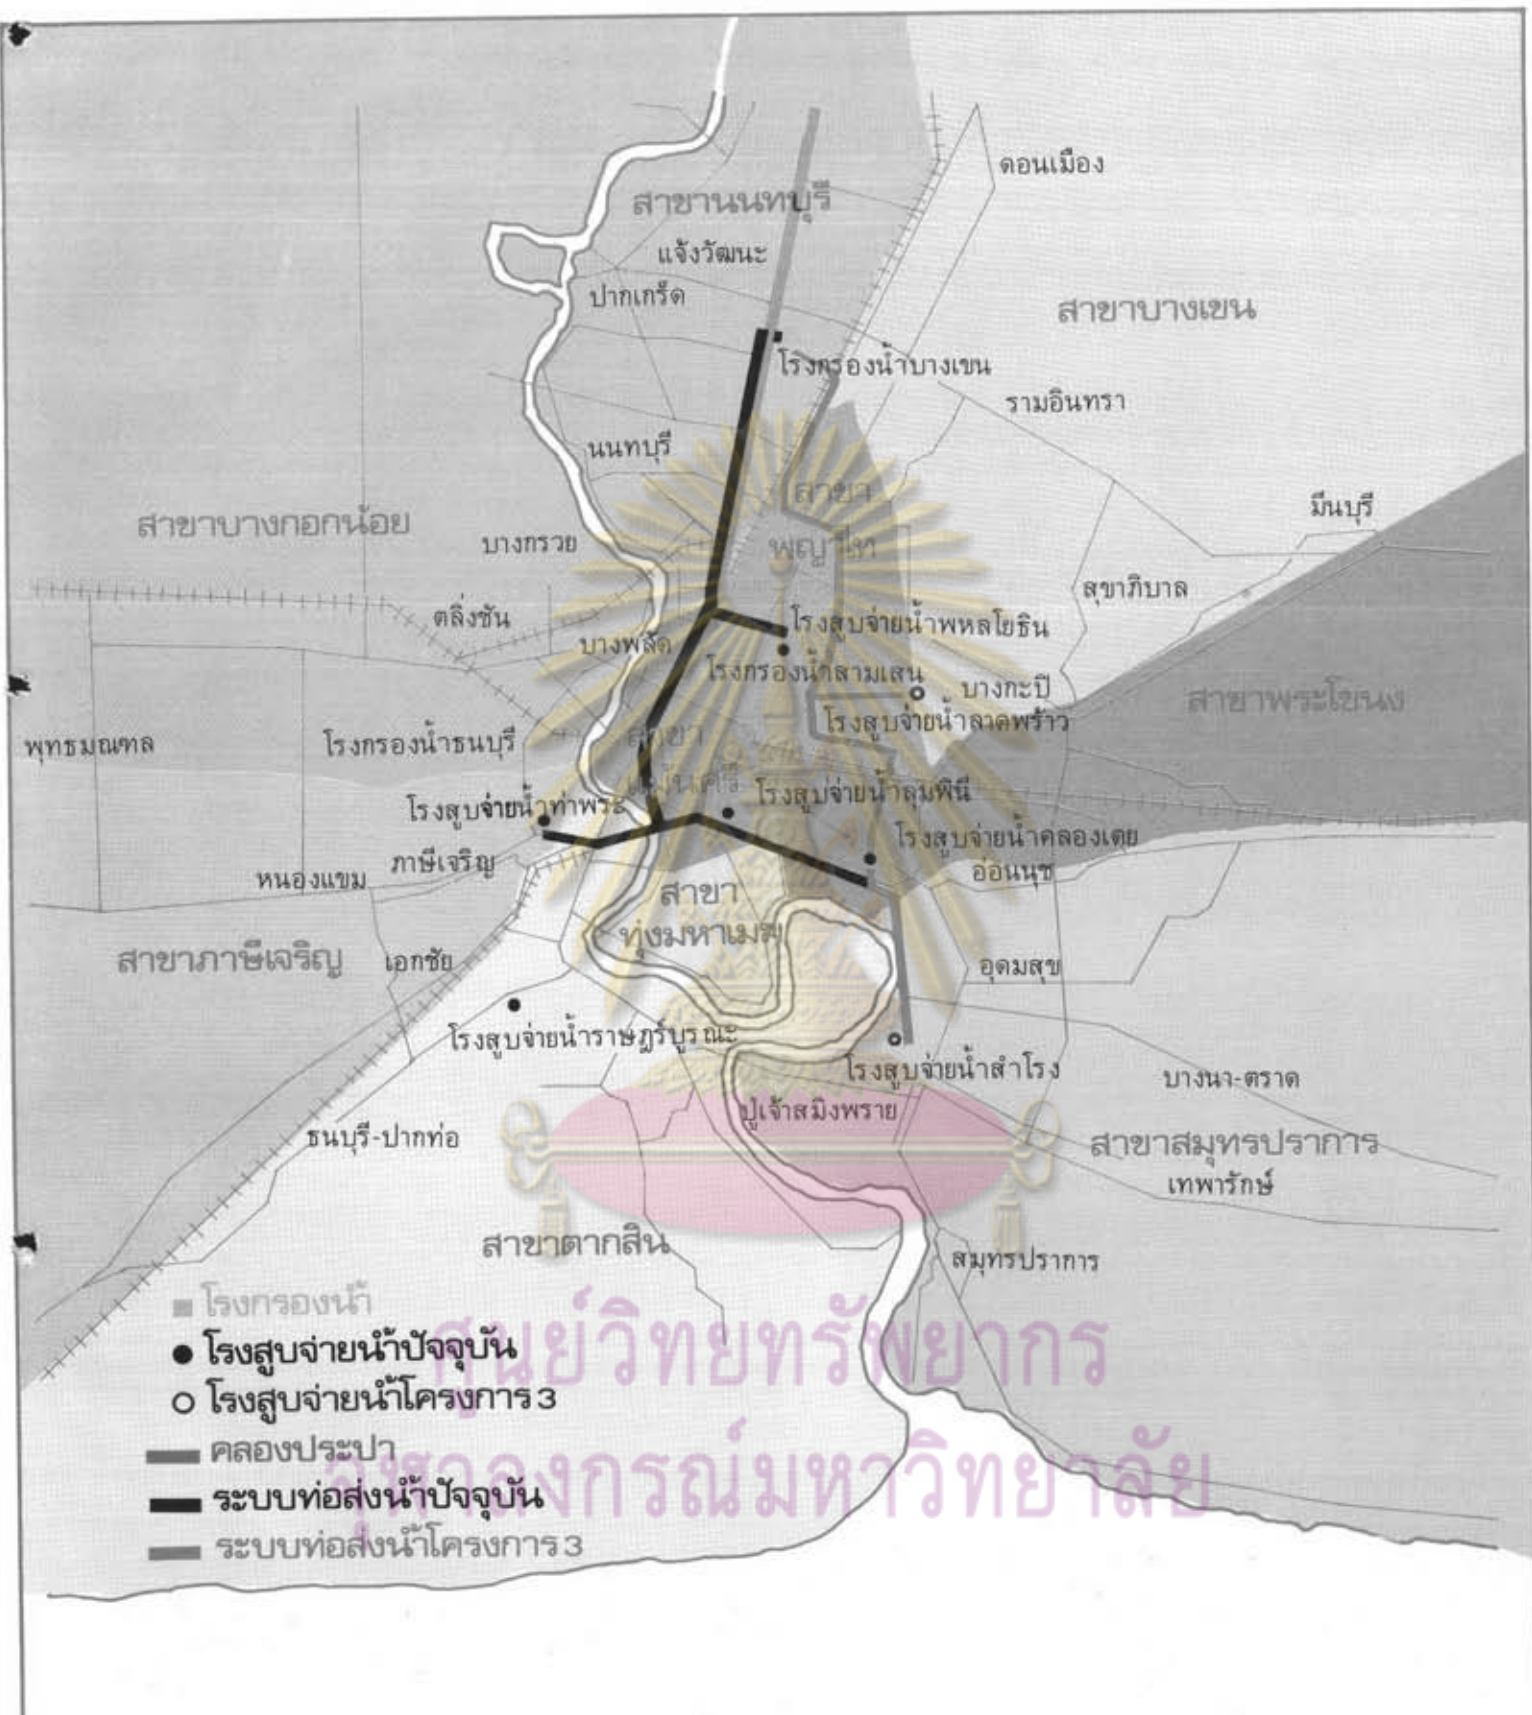 ดอนเมือง
สาขานนทบุรี
แจ้งวัฒนะ
ปากเกร็ด
สาขาบางเขน
โรงกรองน้ำบางเขน
รามอินทรา
นนทบุรี
สาขา
พญาไท
มีนบุรี
สาขาบางกอกน้อย
บางกรวย
สุขาภิบาล
ตลิ่งชัน
โรงสูบจ่ายน้ำพหลโยธิน
บางพลัด
โรงกรองน้ำสามเสน
บางกะปิ
สาขาพระโขนง
โรงสูบจ่ายน้ำลาดพร้าว
พุทธมณฑล
โรงกรองน้ำธนบุรี
สาขา
แม้นศรี
โรงสูบจ่ายน้ำลุมพินี
โรงสูบจ่ายน้ำท่าพระ
โรงสูบจ่ายน้ำคลองเตย
ภาษีเจริญ
อ่อนนุช
หนองแขม
สาขา
ทุ่งมหาเมฆ
สาขาภาษีเจริญ
เอกชัย
อุดมสุข
โรงสูบจ่ายน้ำราษฎร์บูรณะ
โรงสูบจ่ายน้ำสำโรง
บางนา-ตราด
ปู่เจ้าสมิงพราย
ธนบุรี-ปากท่อ
สาขาสมุทรปราการ
เทพารักษ์
สาขาตากสิน
สมุทรปราการ
โรงกรองน้ำ
โรงสูบจ่ายน้ำปัจจุบัน
โรงสูบจ่ายน้ำโครงการ 3
คลองประปา
ระบบท่อส่งน้ำปัจจุบัน
ระบบท่อส่งน้ำโครงการ 3
ศูนย์วิทยทรัพยากร
จุฬาลงกรณ์มหาวิทยาลัย